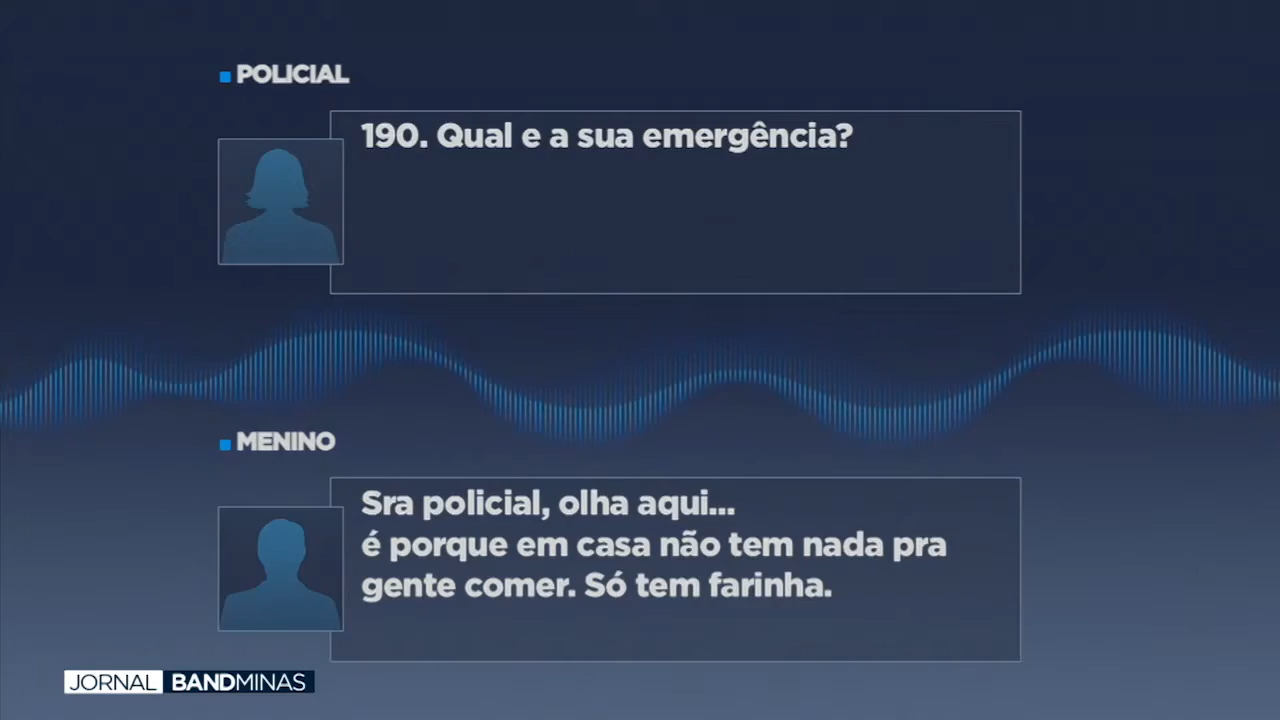 POLICIAL
190. Qual e a sua emergência?
MENINO
Sra policial, olha aqui...
é porque em casa não tem nada pra
gente comer. Só tem farinha.
JORNAL BANDMINAS